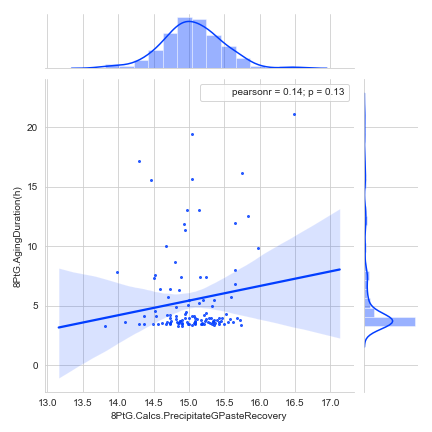 pearsonr = 0.14; p = 0.13
20
15
10
5
0
8PtG.AgingDuration(h)
13.0 13.5 14.0 14.5 15.0 15.5 16.0 16.5 17.0
8PtG.Calcs.PrecipitateGPasteRecovery